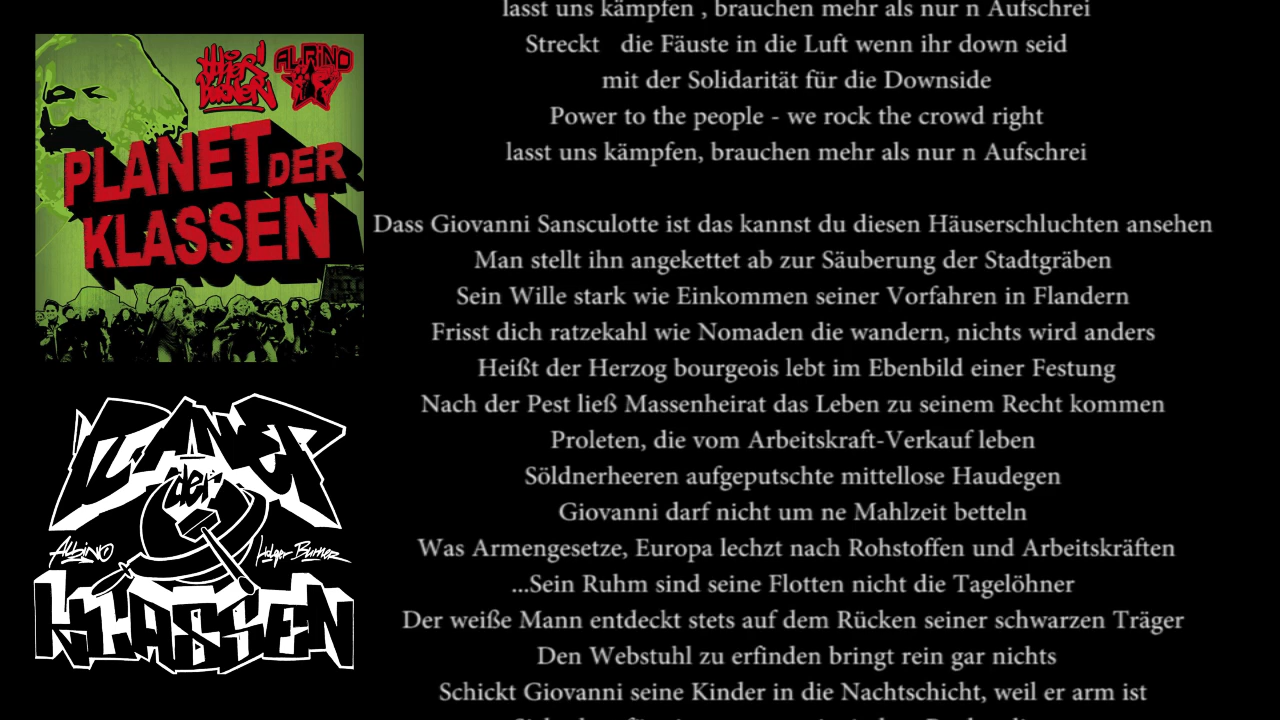 Holger Burner
ALBINO
PLANET DER
KLASSEN
PLANET
der
Albino
Holger Burner
KLASSEN
lasst uns kämpfen , brauchen mehr als nur n Aufschrei
Streckt die Fäuste in die Luft wenn ihr down seid
mit der Solidarität für die Downside
Power to the people - we rock the crowd right
lasst uns kämpfen, brauchen mehr als nur n Aufschrei
Dass Giovanni Sansculotte ist das kannst du diesen Häuserschluchten ansehen
Man stellt ihn angekettet ab zur Säuberung der Stadtgräben
Sein Wille stark wie Einkommen seiner Vorfahren in Flandern
Frisst dich ratzekahl wie Nomaden die wandern, nichts wird anders
Heißt der Herzog bourgeois lebt im Ebenbild einer Festung
Nach der Pest ließ Massenheirat das Leben zu seinem Recht kommen
Proleten, die vom Arbeitskraft-Verkauf leben
Söldnerheeren aufgeputschte mittellose Haudegen
Giovanni darf nicht um ne Mahlzeit betteln
Was Armengesetze, Europa lechzt nach Rohstoffen und Arbeitskräften
...Sein Ruhm sind seine Flotten nicht die Tagelöhner
Der weiße Mann entdeckt stets auf dem Rücken seiner schwarzen Träger
Den Webstuhl zu erfinden bringt rein gar nichts
Schickt Giovanni seine Kinder in die Nachtschicht, weil er arm ist